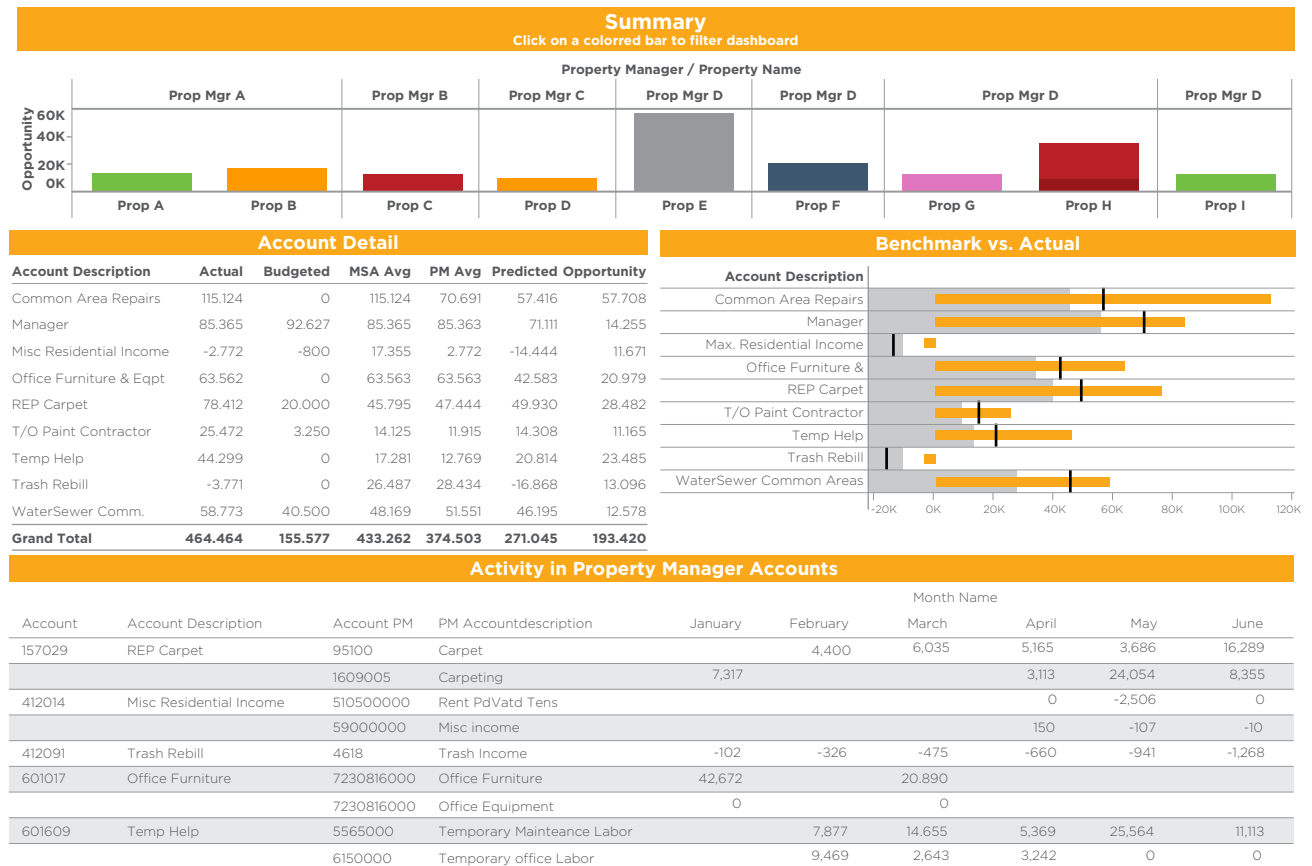 Summary
Click on a colorred bar to filter dashboard
Property Manager / Property Name
Prop Mgr A Prop Mgr B Prop Mgr C Prop Mgr D Prop Mgr D Prop Mgr D Prop Mgr D
Opportunity
60K
40K
20K
0K
Prop A Prop B Prop C Prop D Prop E Prop F Prop G Prop H Prop I
Account Detail
Account Description Actual Budgeted MSA Avg PM Avg Predicted Opportunity
Common Area Repairs 115.124 0 115.124 70.691 57.416 57.708
Manager 85.365 92.627 85.365 85.363 71.111 14.255
Misc Residential Income -2.772 -800 17.355 2.772 -14.444 11.671
Office Furniture & Eqpt 63.562 0 63.563 63.563 42.583 20.979
REP Carpet 78.412 20.000 45.795 47.444 49.930 28.482
T/O Paint Contractor 25.472 3.250 14.125 11.915 14.308 11.165
Temp Help 44.299 0 17.281 12.769 20.814 23.485
Trash Rebill -3.771 0 26.487 28.434 -16.868 13.096
WaterSewer Comm. 58.773 40.500 48.169 51.551 46.195 12.578
Grand Total 464.464 155.577 433.262 374.503 271.045 193.420
Benchmark vs. Actual
Account Description
Common Area Repairs
Manager
Max. Residential Income
Office Furniture &
REP Carpet
T/O Paint Contractor
Temp Help
Trash Rebill
WaterSewer Common Areas
-20K 0K 20K 40K 60K 80K 100K 120K
Activity in Property Manager Accounts
Month Name
Account Account Description Account PM PM Accountdescription January February March April May June
157029 REP Carpet 95100 Carpet 4,400 6,035 5,165 3,686 16,289
1609005 Carpeting 7,317 3,113 24,054 8,355
412014 Misc Residential Income 510500000 Rent PdVatd Tens 0 -2,506 0
59000000 Misc income 150 -107 -10
412091 Trash Rebill 4618 Trash Income -102 -326 -475 -660 -941 -1,268
601017 Office Furniture 7230816000 Office Furniture 42,672 20.890
7230816000 Office Equipment 0 0
601609 Temp Help 5565000 Temporary Mainteance Labor 7,877 14.655 5,369 25,564 11,113
6150000 Temporary office Labor 9,469 2,643 3,242 0 0